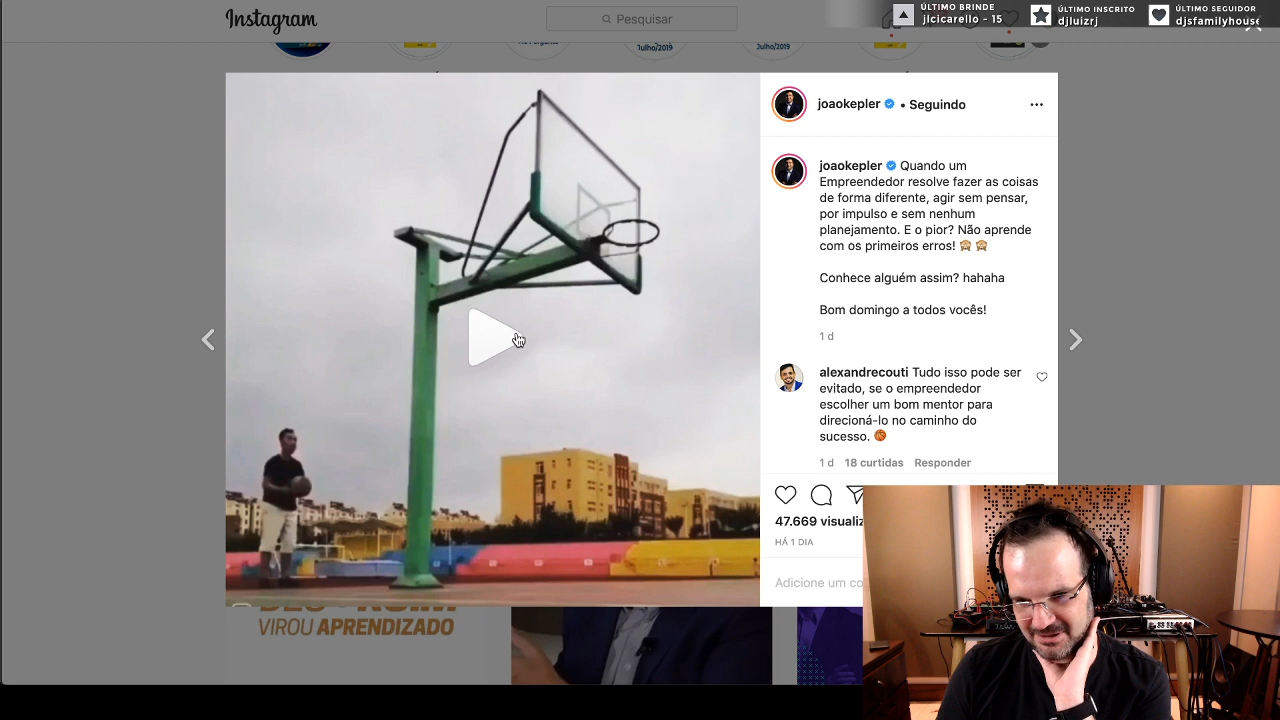 Instagram
Pesquisar
ÚLTIMO BRINDE
jlcicarello - 15
ÚLTIMO INSCRITO
djluizrj
ÚLTIMO SEGUIDOR
djsfamilyhouse
Julho/2019
Julho/2019
joaokepler • Seguindo
joaokepler Quando um
Empreendedor resolve fazer as coisas
de forma diferente, agir sem pensar,
por impulso e sem nenhum
planejamento. E o pior? Não aprende
com os primeiros erros! 🙈 🙈
Conhece alguém assim? hahaha
Bom domingo a todos vocês!
1 d
alexandrecouti Tudo isso pode ser
evitado, se o empreendedor
escolher um bom mentor para
direcioná-lo no caminho do
sucesso. 🏀
1 d 18 curtidas Responder
47.669 visualiz
HÁ 1 DIA
Adicione um co
VIROU APRENDIZADO